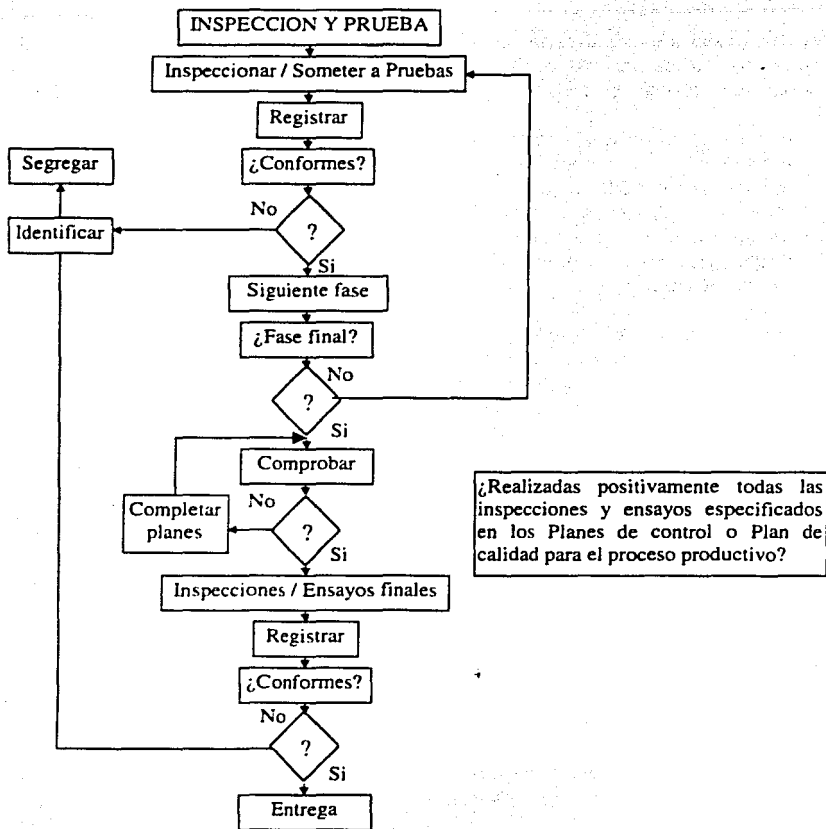 INSPECCION Y PRUEBA
Inspeccionar / Someter a Pruebas
Registrar
Segregar
¿Conformes?
No
Identificar
?
Si
Siguiente fase
¿Fase final?
No
?
Si
Comprobar
No
Completar
planes
?
Si
¿Realizadas positivamente todas las
inspecciones y ensayos especificados
en los Planes de control o Plan de
calidad para el proceso productivo?
Inspecciones / Ensayos finales
Registrar
¿Conformes?
No
?
Si
Entrega